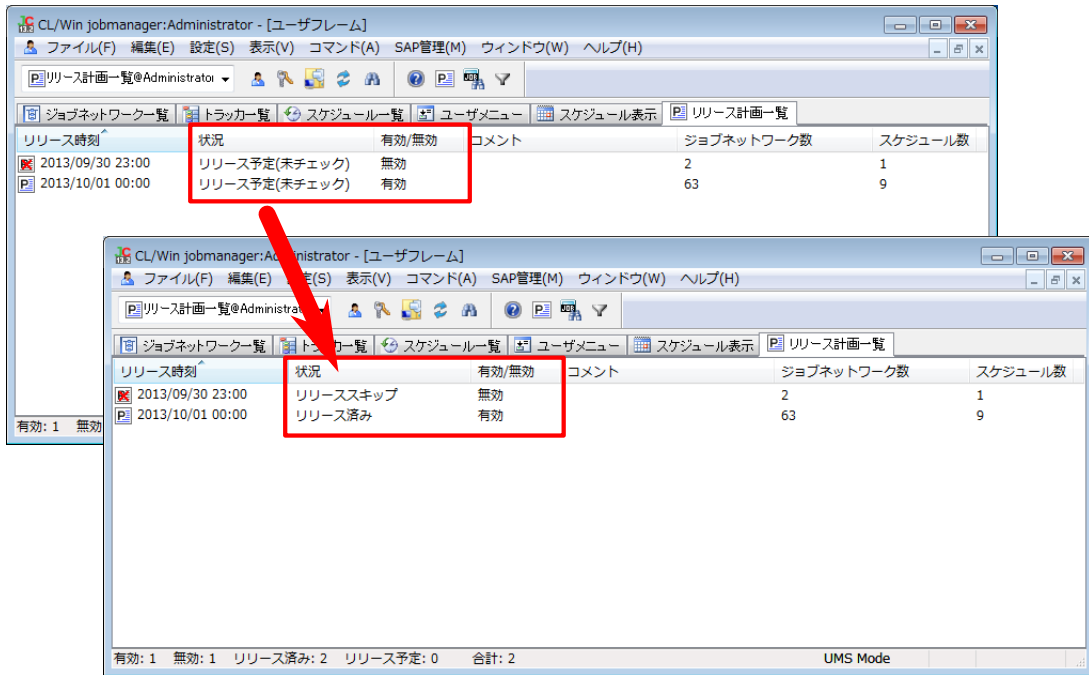 CL/Win jobmanager:Administrator - [ユーザフレーム]
ファイル(F) 編集(E) 設定(S) 表示(V) コマンド(A) SAP管理(M) ウィンドウ(W) ヘルプ(H)
リリース計画一覧@Administrator
ジョブネットワーク一覧 トラッカ一覧 スケジュール一覧 ユーザメニュー スケジュール表示 リリース計画一覧
リリース時刻 状況 有効/無効 コメント ジョブネットワーク数 スケジュール数
2013/09/30 23:00 リリース予定(未チェック) 無効 2 1
2013/10/01 00:00 リリース予定(未チェック) 有効 63 9
有効: 1 無効
CL/Win jobmanager:Administrator - [ユーザフレーム]
ファイル(F) 編集(E) 定(S) 表示(V) コマンド(A) SAP管理(M) ウィンドウ(W) ヘルプ(H)
リリース計画一覧@Administrat
ジョブネットワーク一覧 トラッカ一覧 スケジュール一覧 ユーザメニュー スケジュール表示 リリース計画一覧
リリース時刻 状況 有効/無効 コメント ジョブネットワーク数 スケジュール数
2013/09/30 23:00 リリーススキップ 無効 2 1
2013/10/01 00:00 リリース済み 有効 63 9
有効: 1 無効: 1 リリース済み: 2 リリース予定: 0 合計: 2 UMS Mode